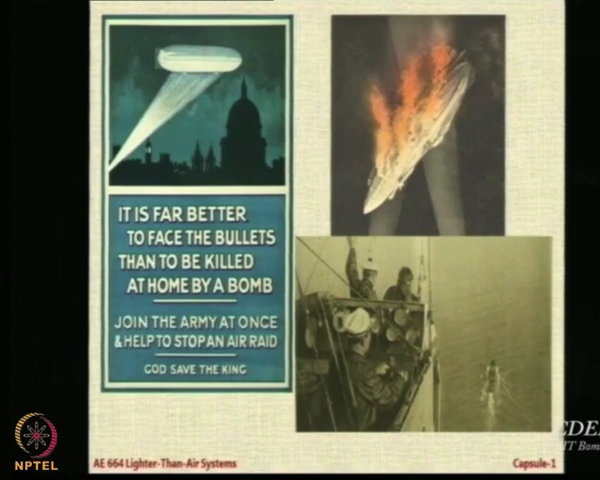 IT IS FAR BETTER
TO FACE THE BULLETS
THAN TO BE KILLED
AT HOME BY A BOMB
JOIN THE ARMY AT ONCE
& HELP TO STOP AN AIR RAID
GOD SAVE THE KING
NPTEL
AE 664 Lighter-Than-Air Systems
Capsule-1